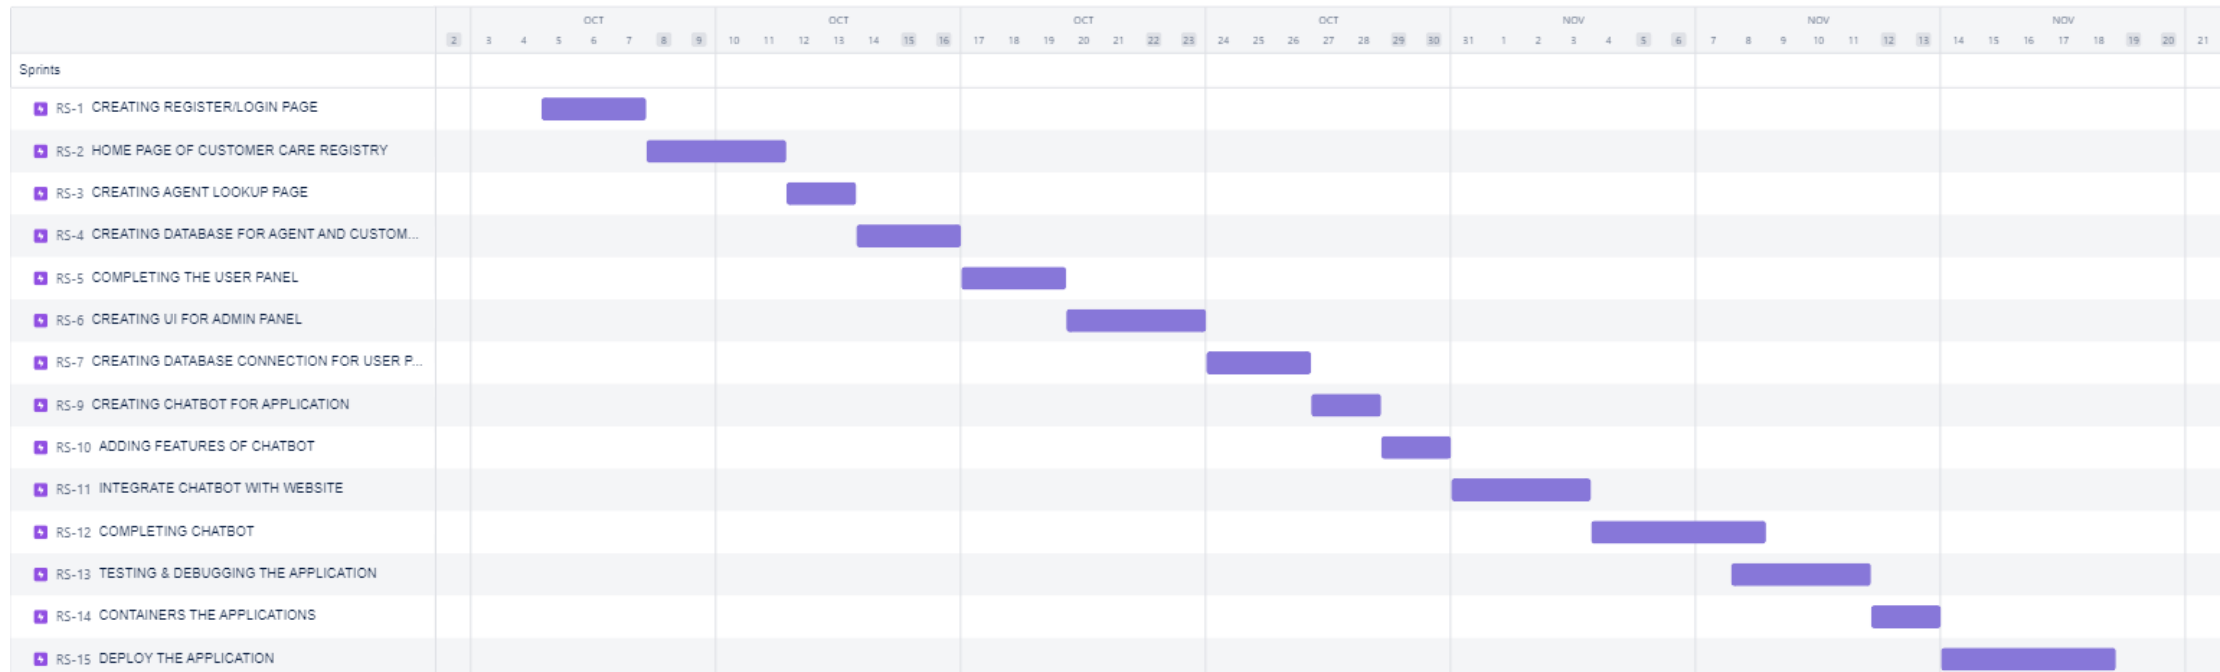 OCT OCT OCT OCT NOV NOV NOV
2 3 4 5 6 7 8 9 10 11 12 13 14 15 16 17 18 19 20 21 22 23 24 25 26 27 28 29 30 31 1 2 3 4 5 6 7 8 9 10 11 12 13 14 15 16 17 18 19 20 21
Sprints
RS-1 CREATING REGISTER/LOGIN PAGE
RS-2 HOME PAGE OF CUSTOMER CARE REGISTRY
RS-3 CREATING AGENT LOOKUP PAGE
RS-4 CREATING DATABASE FOR AGENT AND CUSTOM...
RS-5 COMPLETING THE USER PANEL
RS-6 CREATING UI FOR ADMIN PANEL
RS-7 CREATING DATABASE CONNECTION FOR USER P...
RS-9 CREATING CHATBOT FOR APPLICATION
RS-10 ADDING FEATURES OF CHATBOT
RS-11 INTEGRATE CHATBOT WITH WEBSITE
RS-12 COMPLETING CHATBOT
RS-13 TESTING & DEBUGGING THE APPLICATION
RS-14 CONTAINERS THE APPLICATIONS
RS-15 DEPLOY THE APPLICATION